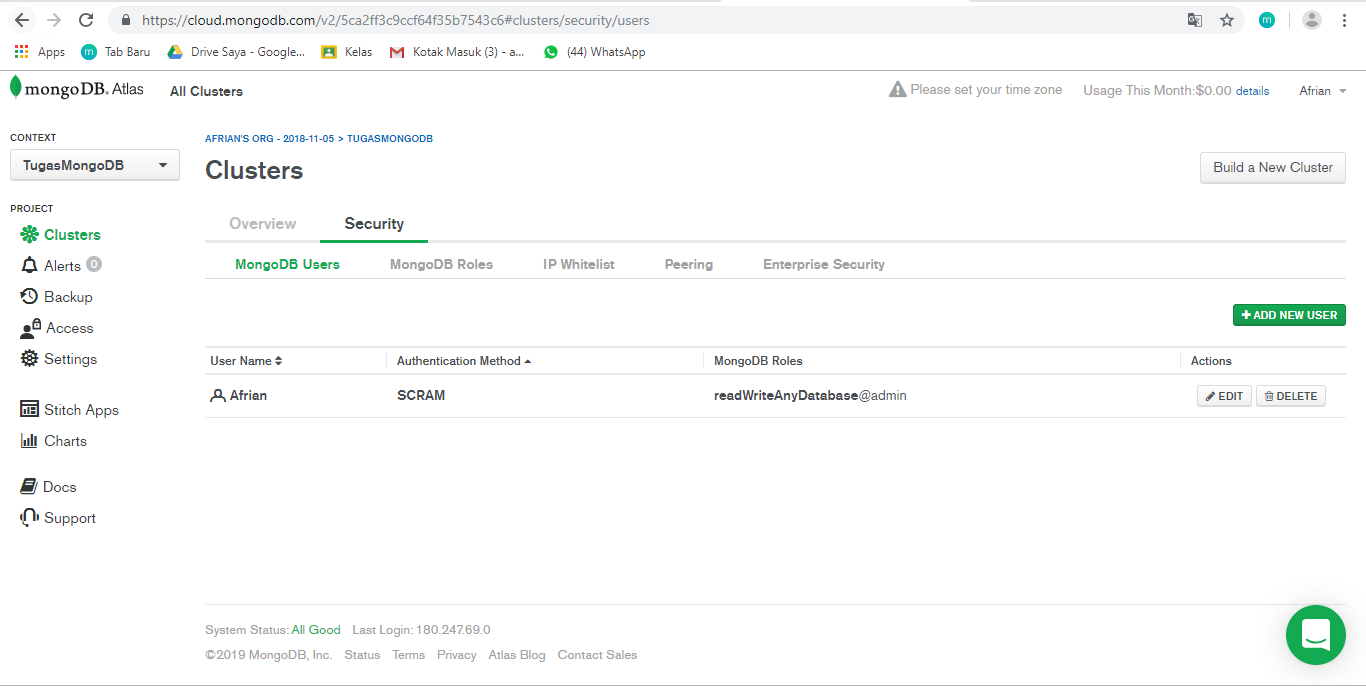 https://cloud.mongodb.com/v2/5ca2ff3c9ccf64f35b7543c6#clusters/security/users
Apps m Tab Baru Drive Saya - Google... Kelas Kotak Masuk (3) - a... (44) WhatsApp
mongoDB. Atlas All Clusters Please set your time zone Usage This Month:$0.00 details Afrian
CONTEXT
TugasMongoDB
PROJECT
Clusters
Alerts 0
Backup
Access
Settings
Stitch Apps
Charts
Docs
Support
AFRIAN'S ORG - 2018-11-05 > TUGASMONGODB
Clusters
Build a New Cluster
Overview Security
MongoDB Users MongoDB Roles IP Whitelist Peering Enterprise Security
+ ADD NEW USER
User Name Authentication Method MongoDB Roles Actions
Afrian SCRAM readWriteAnyDatabase@admin EDIT DELETE
System Status: All Good Last Login: 180.247.69.0
©2019 MongoDB, Inc. Status Terms Privacy Atlas Blog Contact Sales